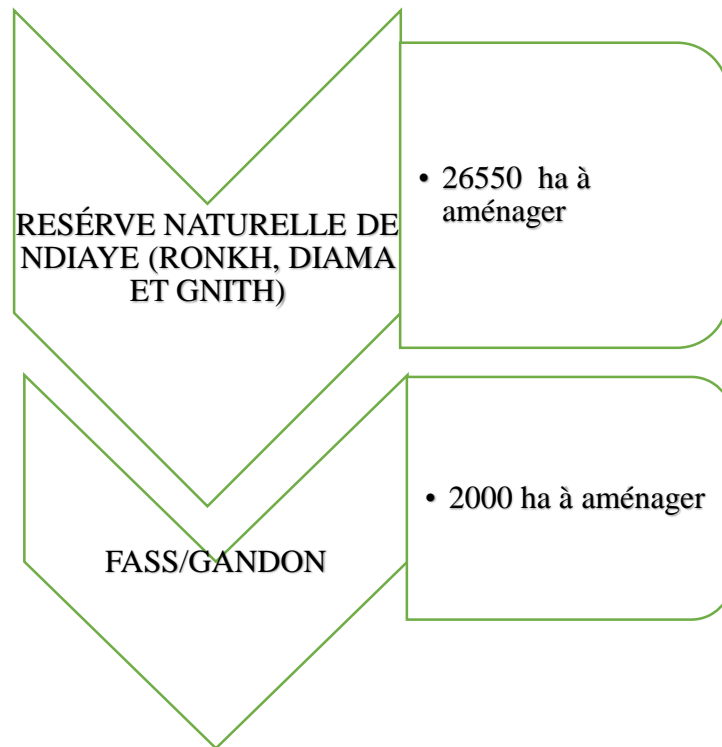 RESÉRVE NATURELLE DE
NDIAYE (RONKH, DIAMA
ET GNITH)
• 26550 ha à
aménager
FASS/GANDON
• 2000 ha à aménager